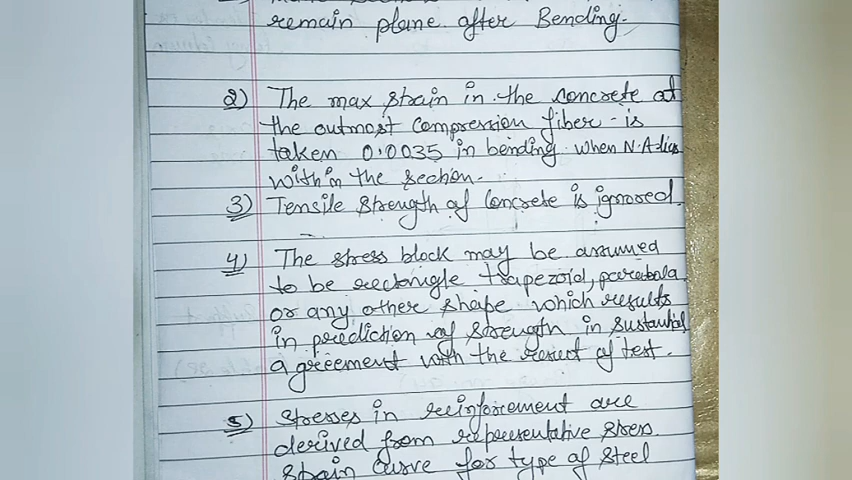 remain plane after Bending.
2) The max strain in the concrete at
the outmost compression fiber is
taken 0.0035 in bending when N.A lies
within the section.
3) Tensile Strength of Concrete is ignored.
4) The stress block may be assumed
to be rectangle trapezoid, parabola
or any other shape which results
in prediction of strength in sustantial
agreement with the result of test.
5) Stresses in reinforcement are
derived from representative stress
strain curve for type of steel